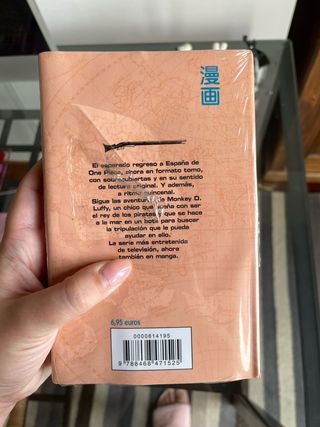 漫画
El esperado regreso a España de
One Piece, ahora en formato tomo,
con sobrecubiertas y en su sentido
de lectura original. Y además,
a ritmo quincenal.
Sigue las aventuras de Monkey D.
Luffy, un chico que sueña con ser
el rey de los piratas y que se hace
a la mar en un bote para buscar
la tripulación que le pueda
ayudar en ello.
La serie más entretenida
de televisión, ahora
también en manga.
6,95 euros
0000614195
9 788468 471525